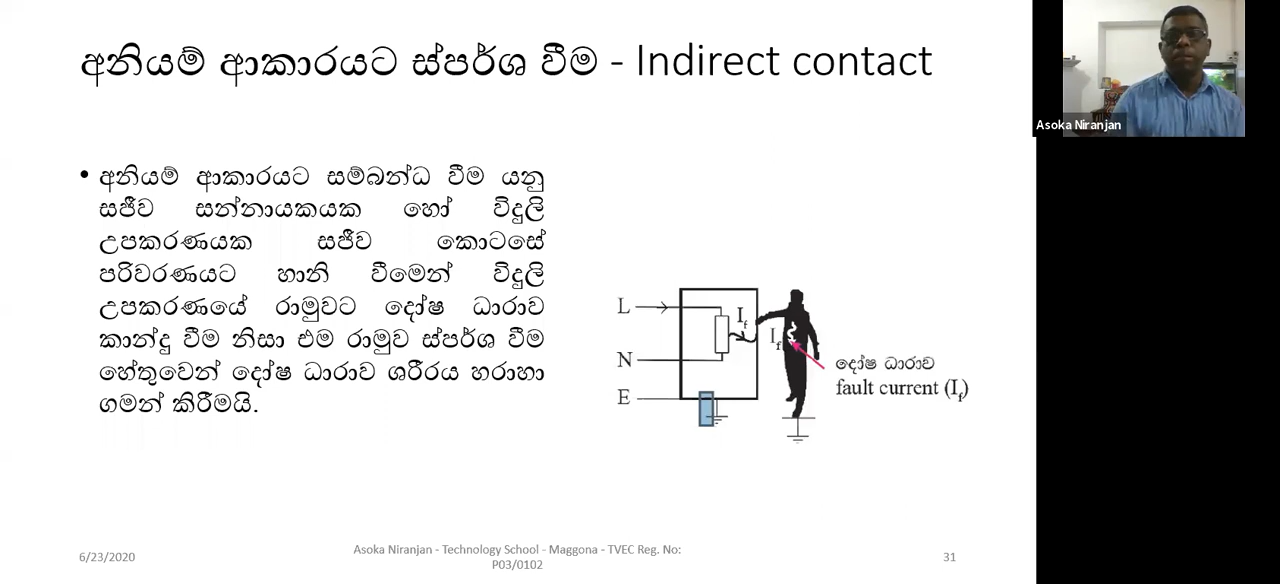 අනියම් ආකාරයට ස්පර්ශ වීම - Indirect contact
Asoka Niranjan
• අනියම් ආකාරයට සම්බන්ධ වීම යනු
සජීව සන්නායකයක හෝ විදුලි
උපකරණයක සජීව කොටසේ
පරිවරණයට හානි වීමෙන් විදුලි
උපකරණයේ රාමුවට දෝෂ ධාරාව
කාන්දු වීම නිසා එම රාමුව ස්පර්ශ වීම
හේතුවෙන් දෝෂ ධාරාව ශරීරය හරාහා
ගමන් කිරීමයි.
L
If
If
N
E
දෝෂ ධාරාව
fault current (If)
6/23/2020
Asoka Niranjan - Technology School - Maggona - TVEC Reg. No:
P03/0102
31